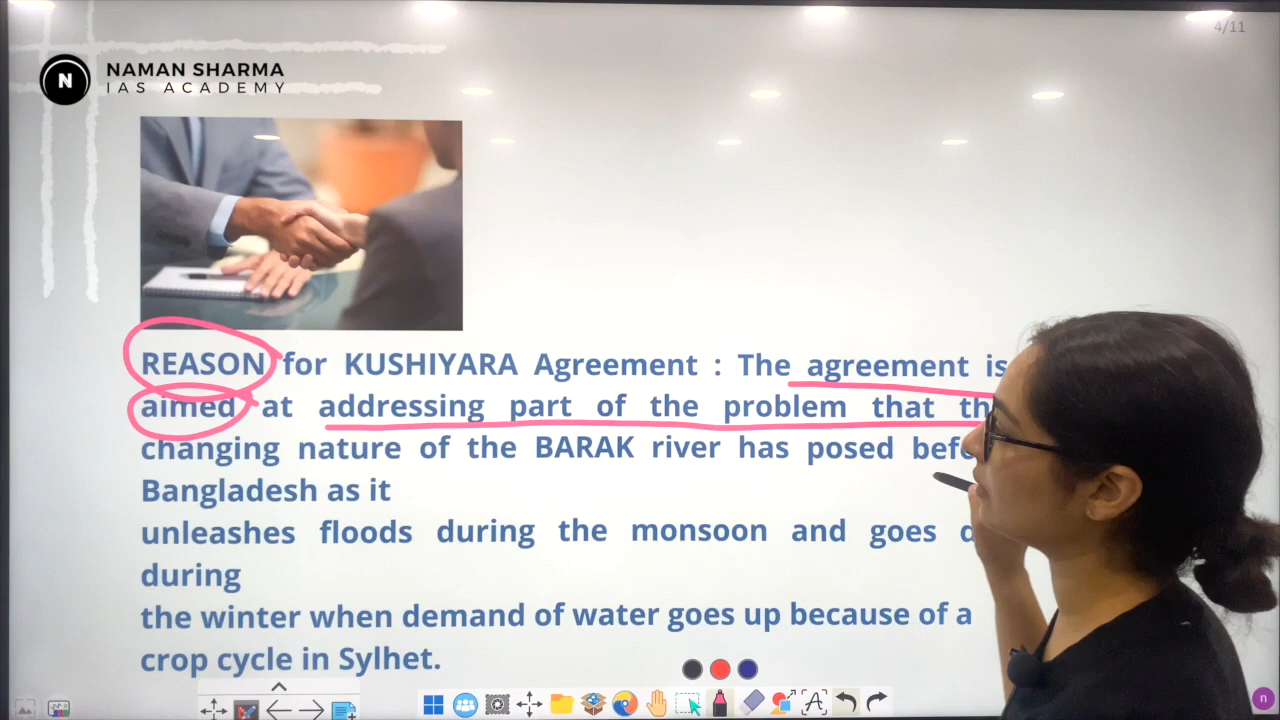 4/11
N
NAMAN SHARMA
IAS ACADEMY
REASON for KUSHIYARA Agreement : The agreement is
aimed at addressing part of the problem that
changing nature of the BARAK river has posed
Bangladesh as it
unleashes floods during the monsoon and goes
during
the winter when demand of water goes up because of a
crop cycle in Sylhet.
A
n